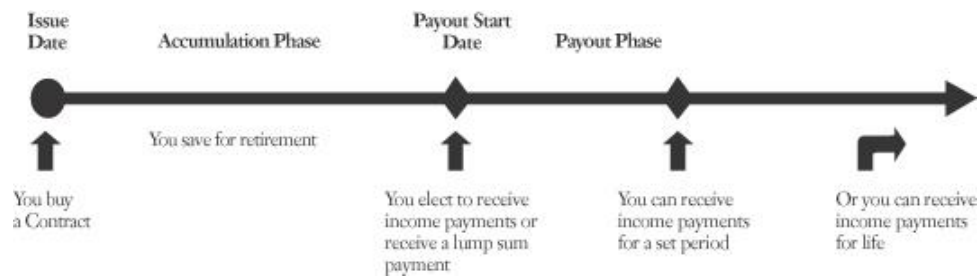 Issue
Date
Accumulation Phase
Payout Start
Date
Payout Phase
You save for retirement
You buy
a Contract
You elect to receive
income payments or
receive a lump sum
payment
You can receive
income payments
for a set period
Or you can receive
income payments
for life